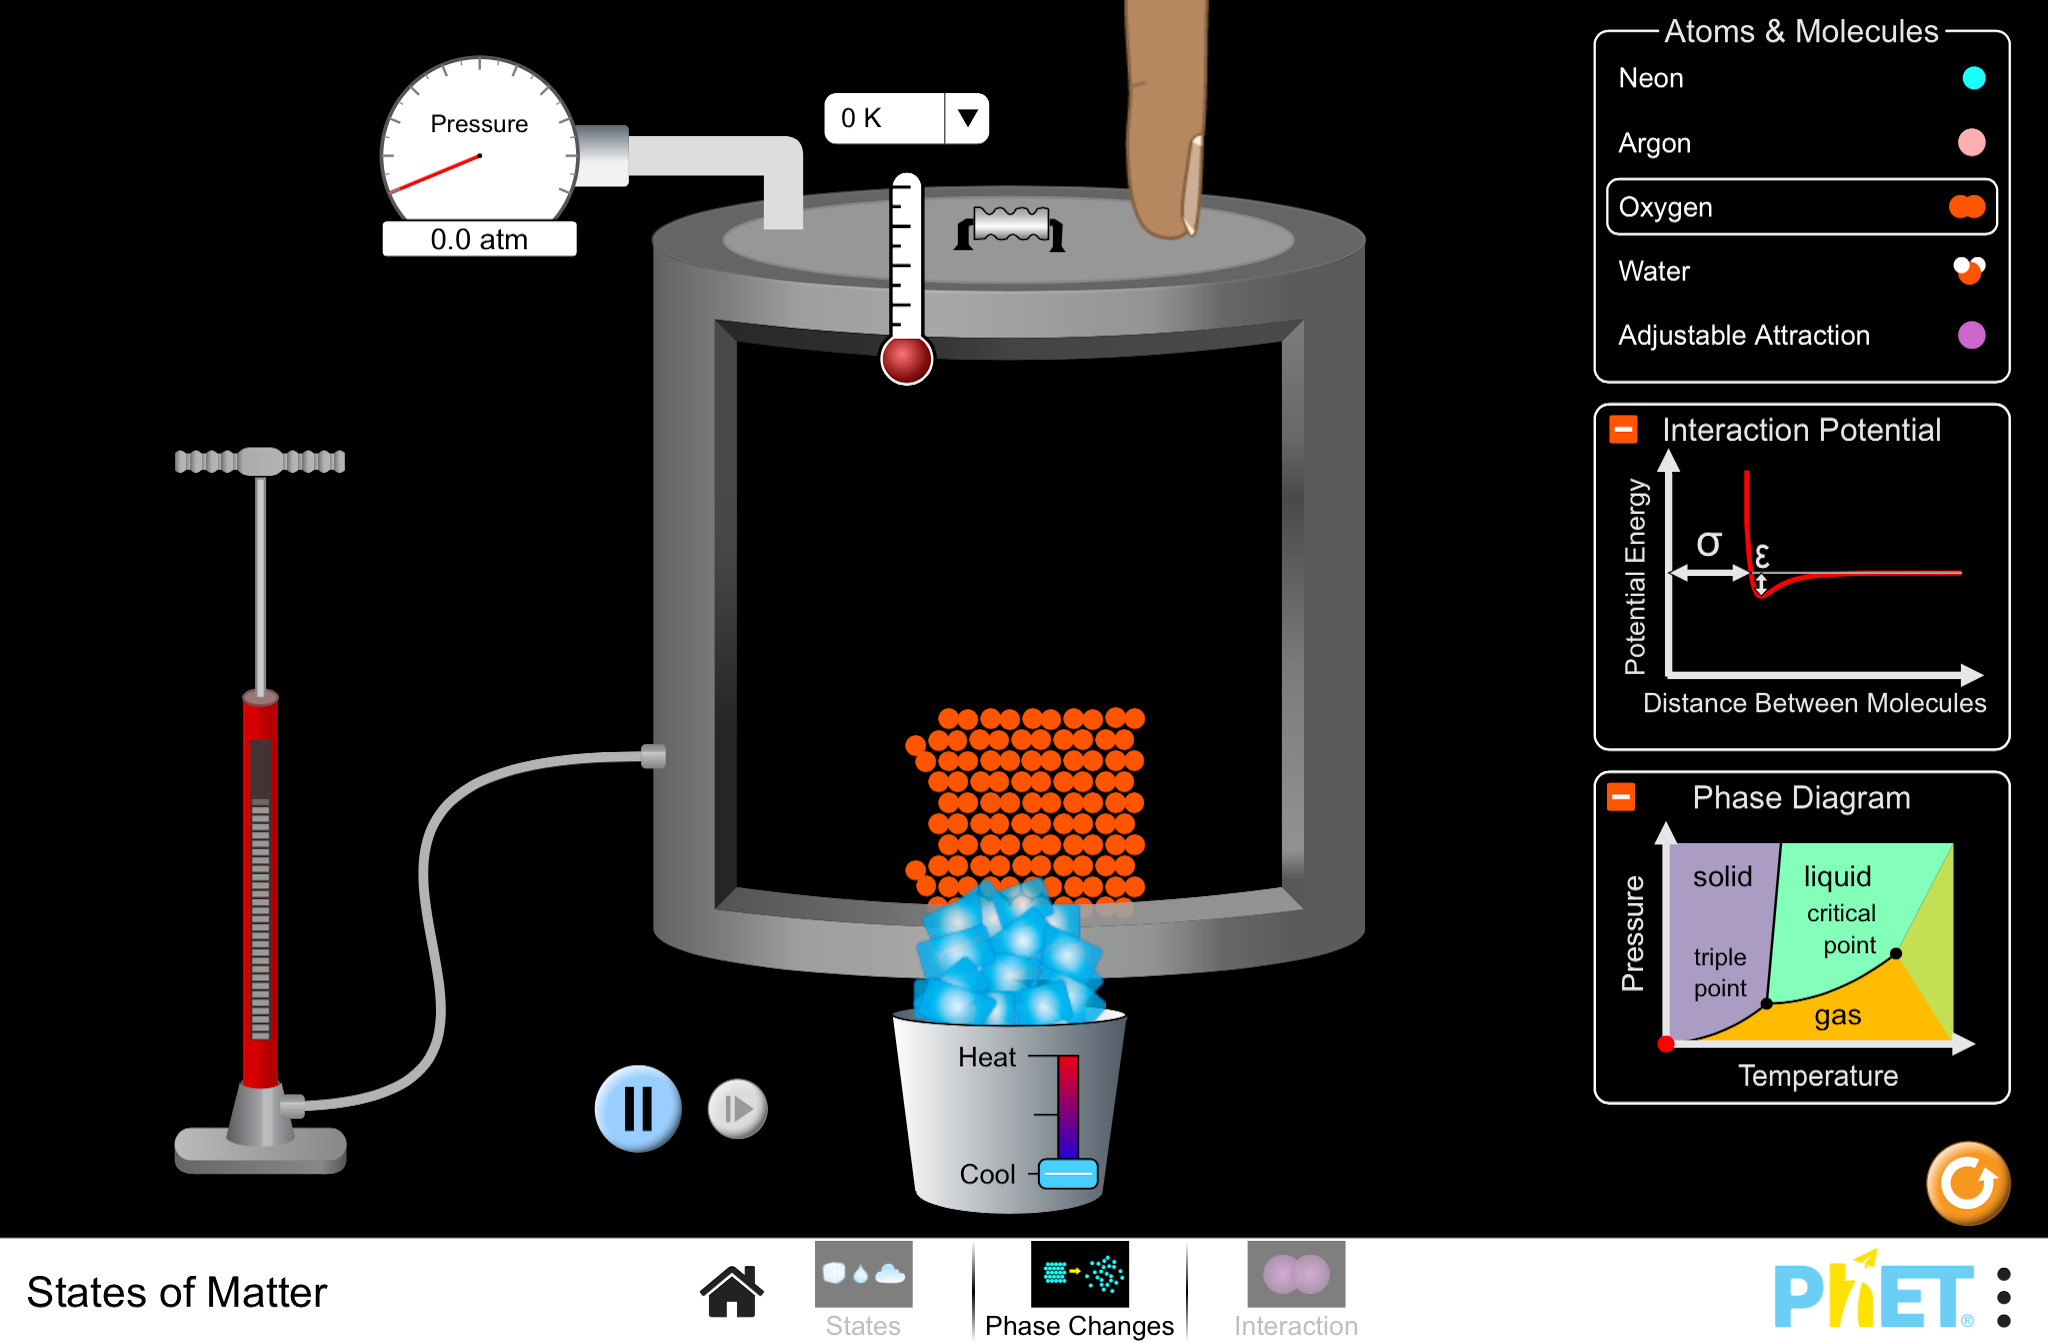 Pressure
0.0 atm
0 K
Atoms & Molecules
Neon
Argon
Oxygen
Water
Adjustable Attraction
Interaction Potential
Potential Energy
σ
ε
Distance Between Molecules
Phase Diagram
Pressure
solid
liquid
critical
point
triple
point
gas
Temperature
Heat
Cool
States of Matter
States
Phase Changes
Interaction
PhET®